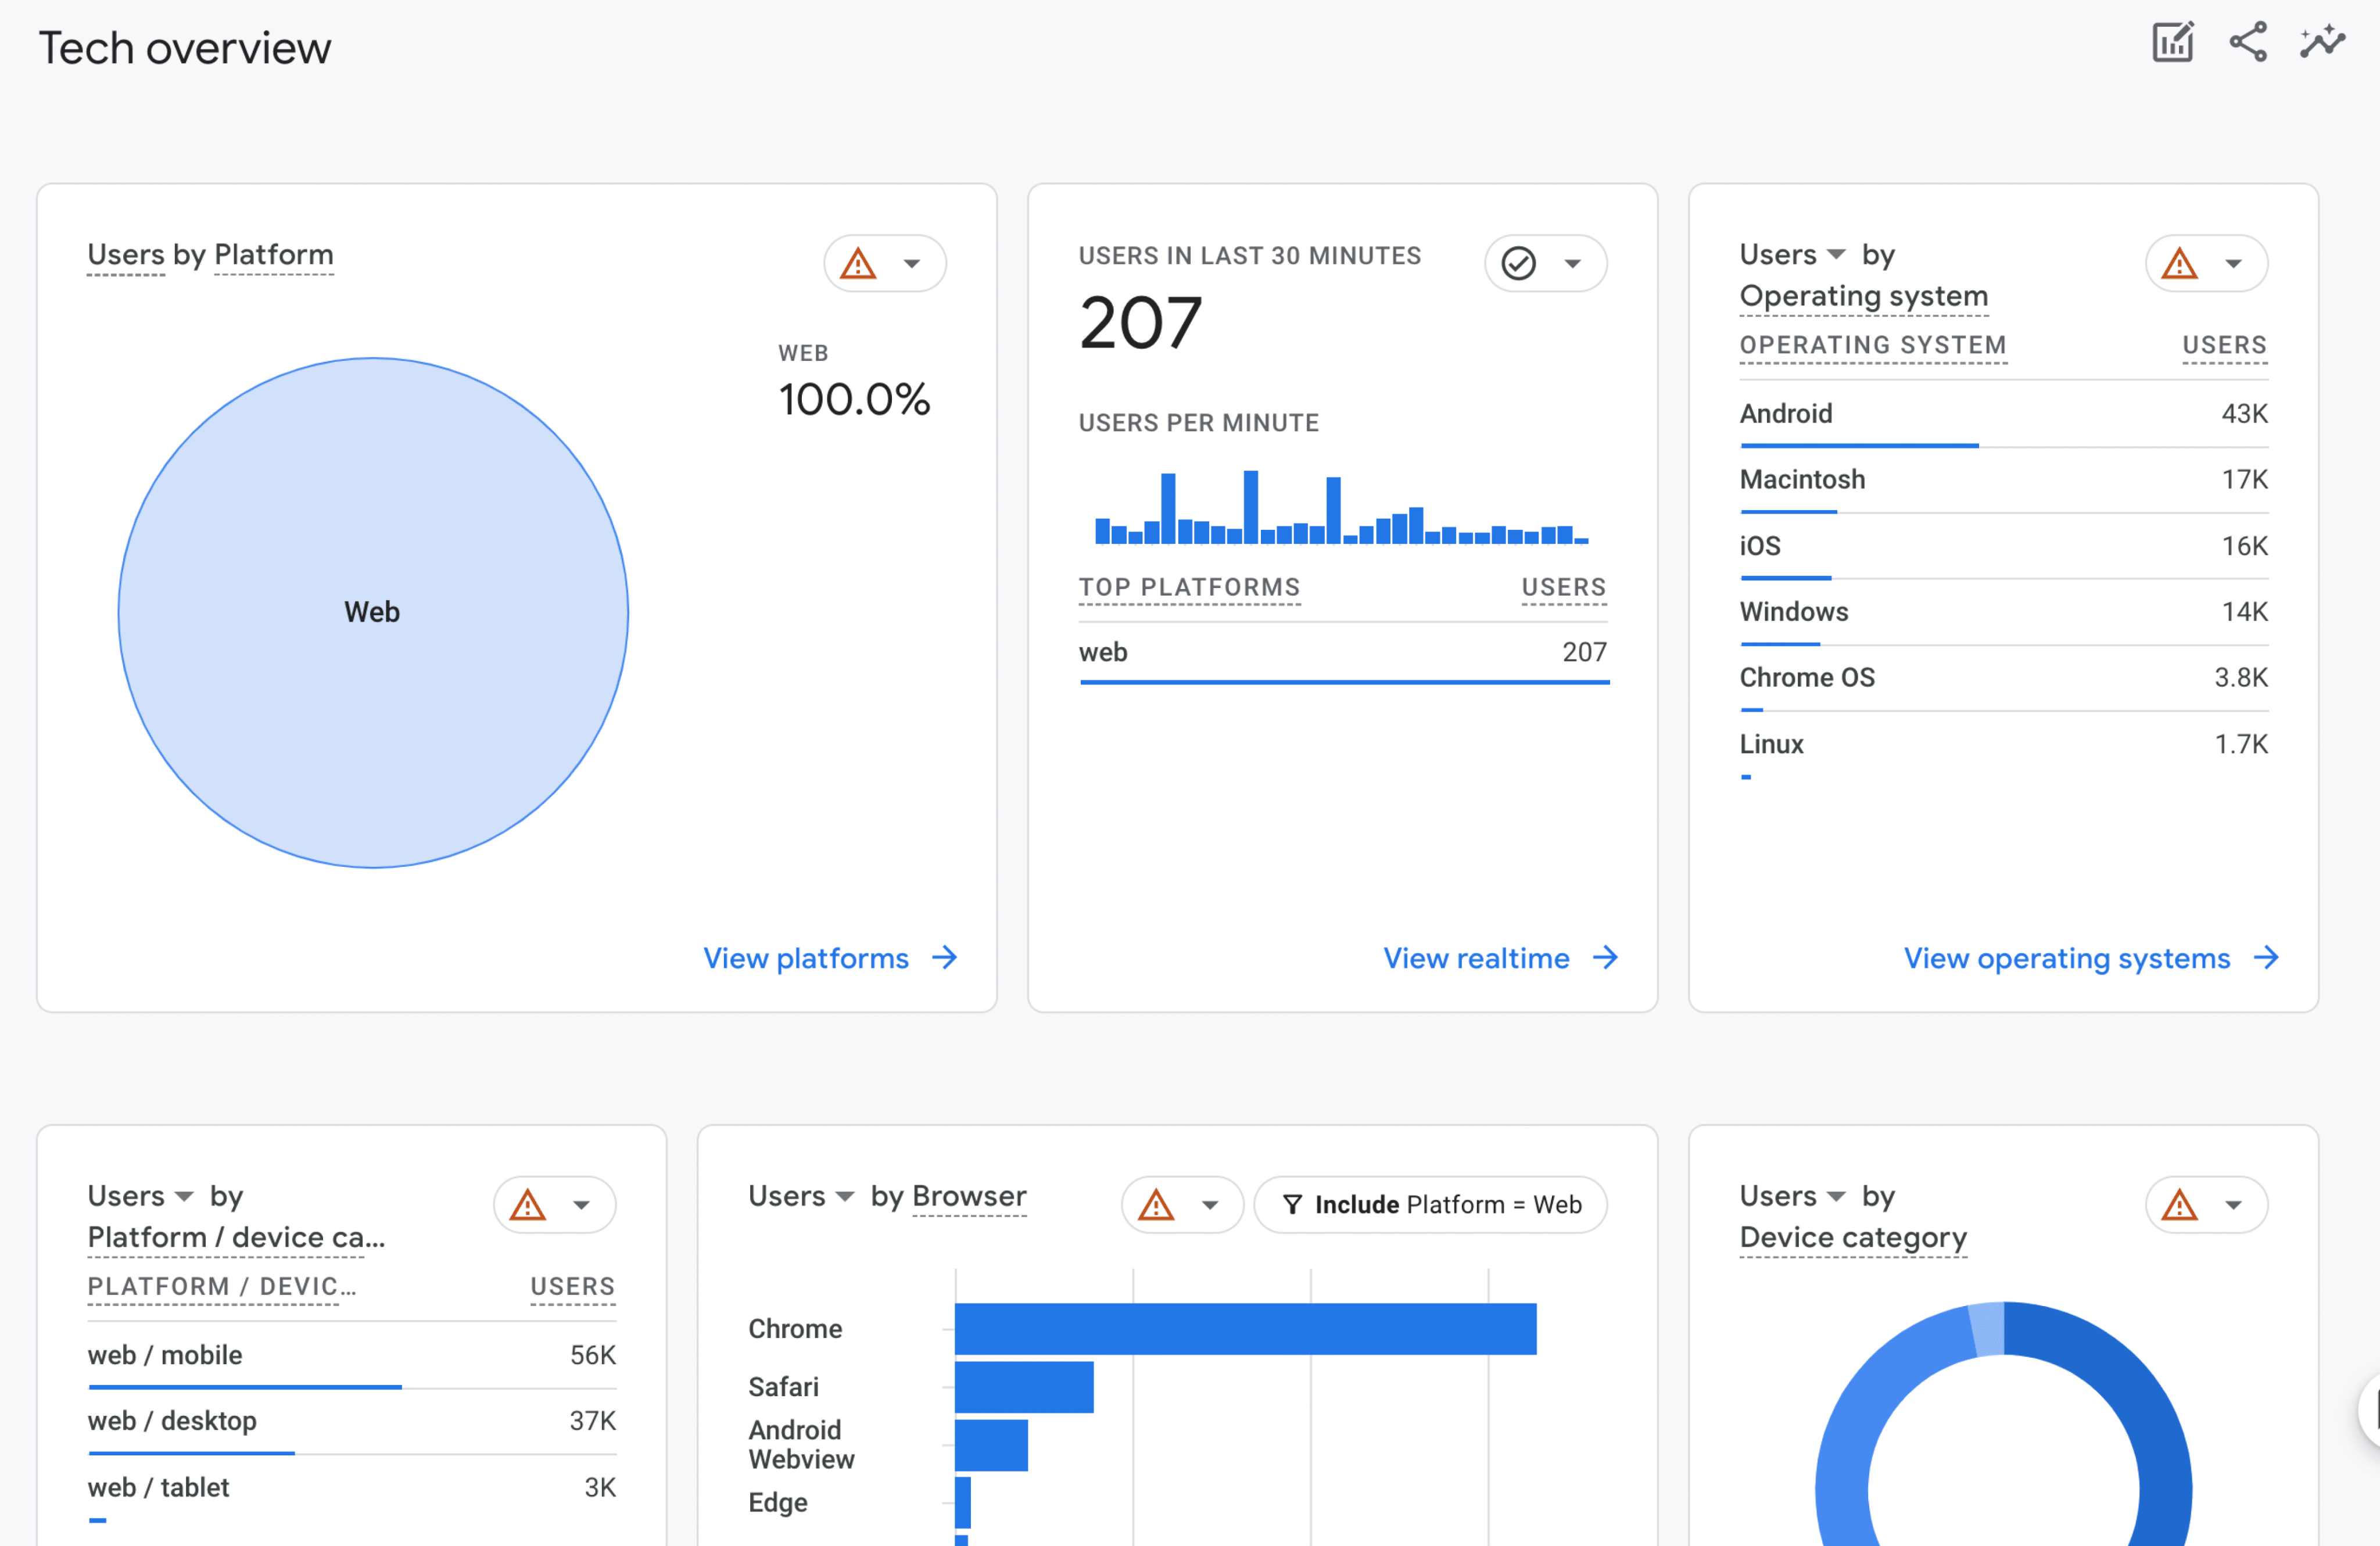 Tech overview
Users by Platform
WEB
100.0%
Web
View platforms
USERS IN LAST 30 MINUTES
207
USERS PER MINUTE
TOP PLATFORMS USERS
web 207
View realtime
Users by
Operating system
OPERATING SYSTEM USERS
Android 43K
Macintosh 17K
iOS 16K
Windows 14K
Chrome OS 3.8K
Linux 1.7K
View operating systems
Users by
Platform / device ca...
PLATFORM / DEVIC... USERS
web / mobile 56K
web / desktop 37K
web / tablet 3K
Users by Browser
Include Platform = Web
Chrome
Safari
Android
Webview
Edge
Users by
Device category